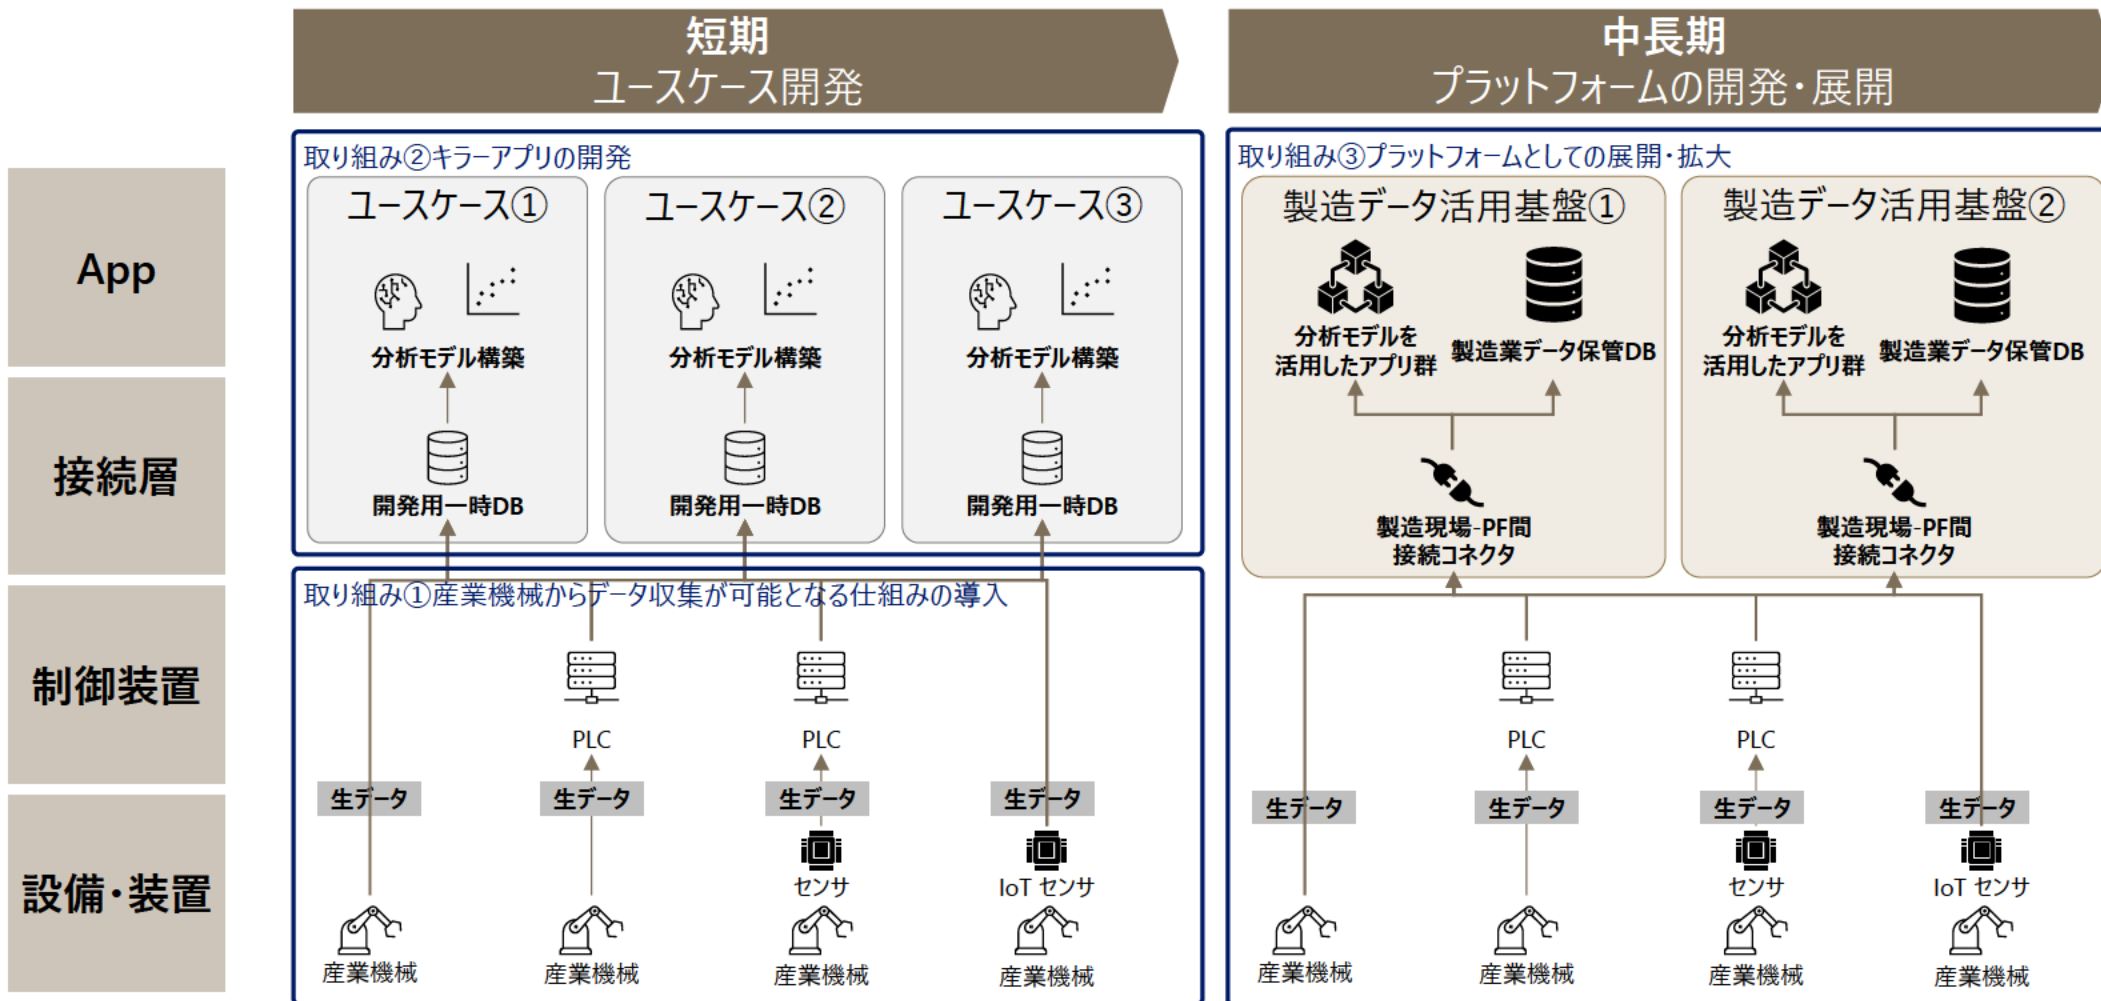 短期
ユースケース開発
中長期
プラットフォームの開発・展開
App
接続層
制御装置
設備・装置
取り組み②キラーアプリの開発
ユースケース①
ユースケース②
ユースケース③
分析モデル構築
分析モデル構築
分析モデル構築
開発用一時DB
開発用一時DB
開発用一時DB
取り組み①産業機械からデータ収集が可能となる仕組みの導入
PLC
PLC
生データ
生データ
生データ
生データ
センサ
IoT センサ
産業機械
産業機械
産業機械
産業機械
取り組み③プラットフォームとしての展開・拡大
製造データ活用基盤①
製造データ活用基盤②
分析モデルを
活用したアプリ群
製造業データ保管DB
分析モデルを
活用したアプリ群
製造業データ保管DB
製造現場-PF間
接続コネクタ
製造現場-PF間
接続コネクタ
PLC
PLC
生データ
生データ
生データ
生データ
センサ
IoT センサ
産業機械
産業機械
産業機械
産業機械